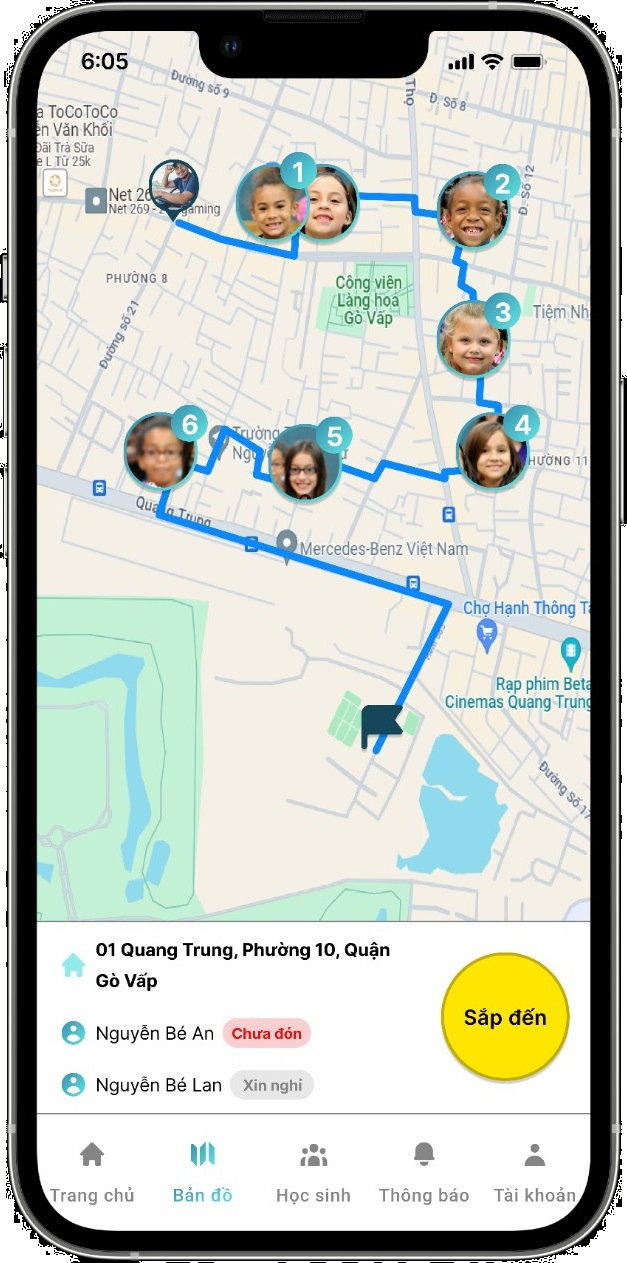 6:05
Đường số 9
Thọ
Đ. Số 8
a ToCoToCo
ễn Văn Khối
Đãi Trà Sữa
e L Từ 25k
1
2
Đ. Số 12
Net 26
Net 269 -
gaming
PHƯỜNG 8
Công viên
Làng hoa
Gò Vấp
3
Tiệm Nh
Đường số 21
6
5
4
Trường T
Nguy
HƯỜNG 11
Quang Trung
Mercedes-Benz Việt Nam
Chợ Hạnh Thông Tâ
Rạp phim Beta
Cinemas Quang Trung
Đường Số 17
01 Quang Trung, Phường 10, Quận
Gò Vấp
Nguyễn Bé An Chưa đón
Sắp đến
Nguyễn Bé Lan Xin nghỉ
Trang chủ Bản đồ Học sinh Thông báo Tài khoản